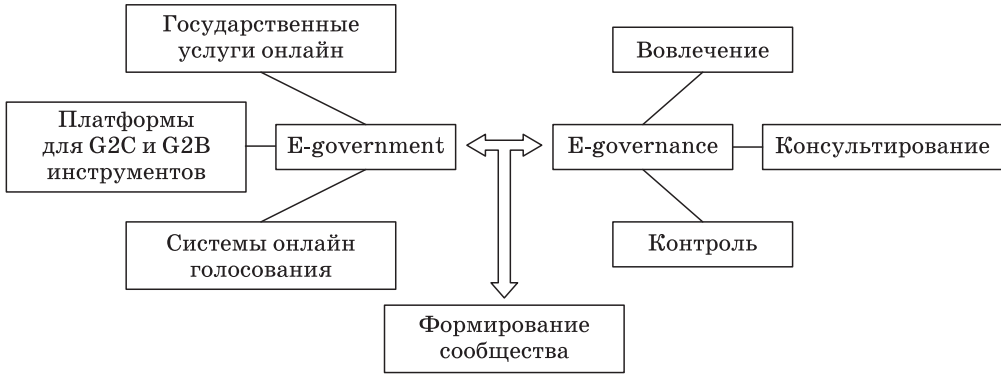 Государственные
услуги онлайн
Платформы
для G2C и G2B
инструментов
E-government
Системы онлайн
голосования
Вовлечение
E-governance
Консультирование
Контроль
Формирование
сообщества